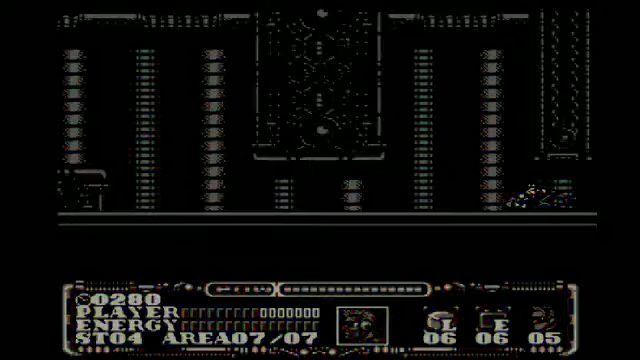 0280
PLAYER
ENERGY
ST04 AREA07/07
L E
06 06 05